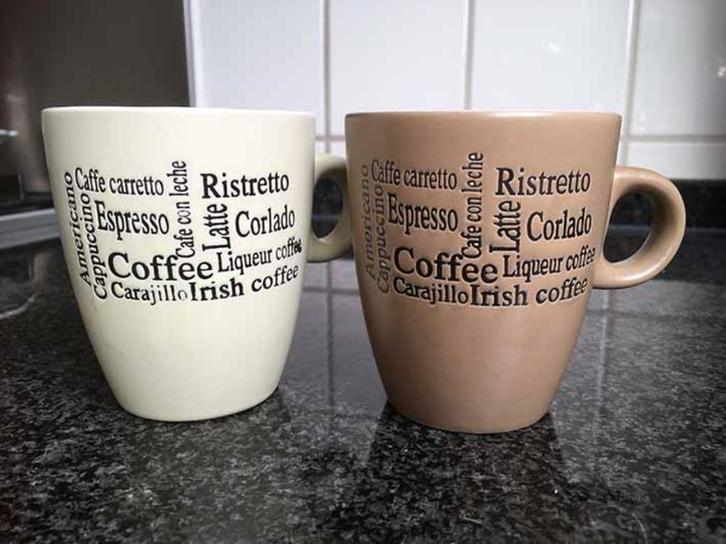 Americano
Cappuccino
Caffe carretto
Espresso
Cafe con leche
Latte
Ristretto
Corlado
Coffee
Liqueur coffee
Carajillo
Irish coffee
Americano
Cappuccino
Caffe carretto
Espresso
Cafe con leche
Latte
Ristretto
Corlado
Coffee
Liqueur coffee
Carajillo
Irish coffee